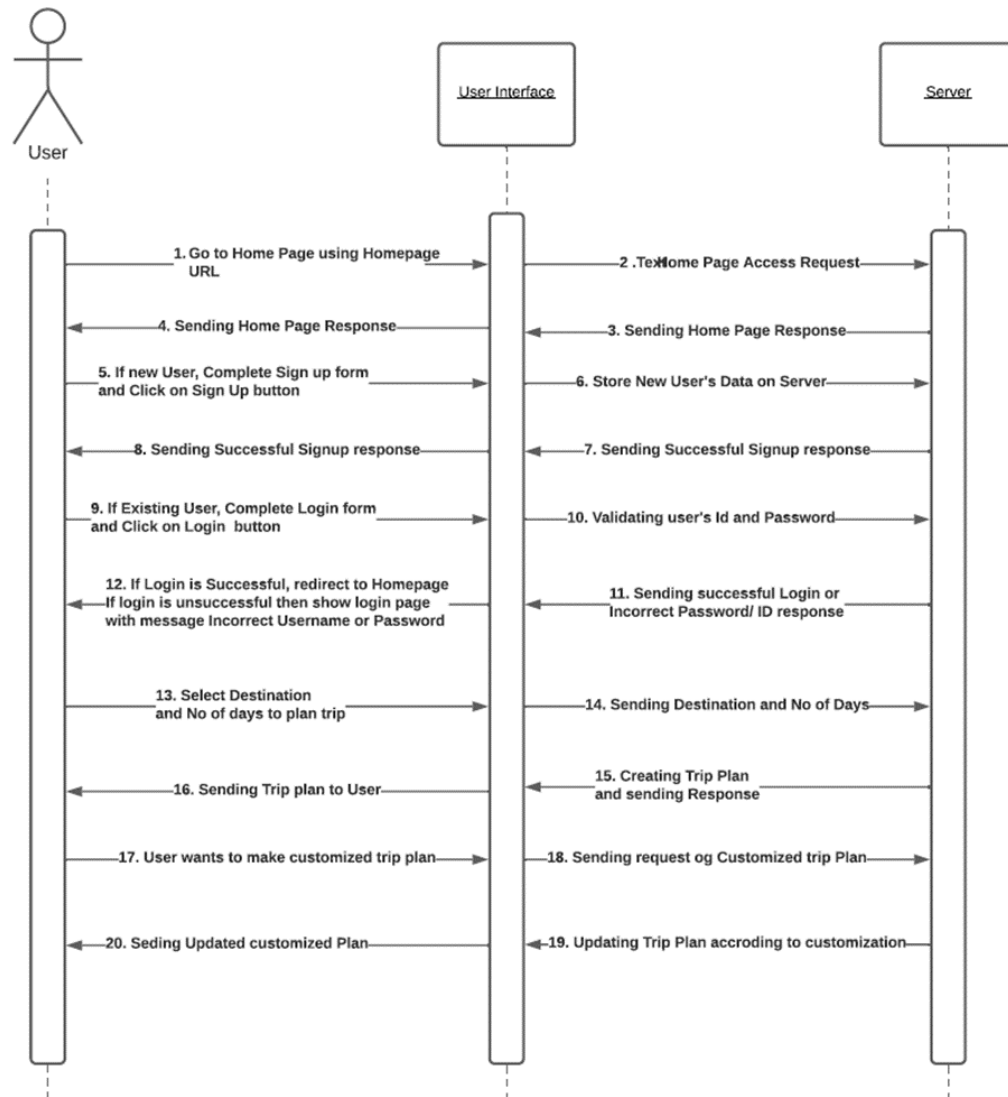 User
User Interface
Server
1. Go to Home Page using Homepage
URL
2 .Text Home Page Access Request
4. Sending Home Page Response
3. Sending Home Page Response
5. If new User, Complete Sign up form
and Click on Sign Up button
6. Store New User's Data on Server
8. Sending Successful Signup response
7. Sending Successful Signup response
9. If Existing User, Complete Login form
and Click on Login button
10. Validating user's Id and Password
12. If Login is Successful, redirect to Homepage
If login is unsuccessful then show login page
with message Incorrect Username or Password
11. Sending successful Login or
Incorrect Password/ ID response
13. Select Destination
and No of days to plan trip
14. Sending Destination and No of Days
15. Creating Trip Plan
and sending Response
16. Sending Trip plan to User
17. User wants to make customized trip plan
18. Sending request og Customized trip Plan
20. Seding Updated customized Plan
19. Updating Trip Plan accroding to customization